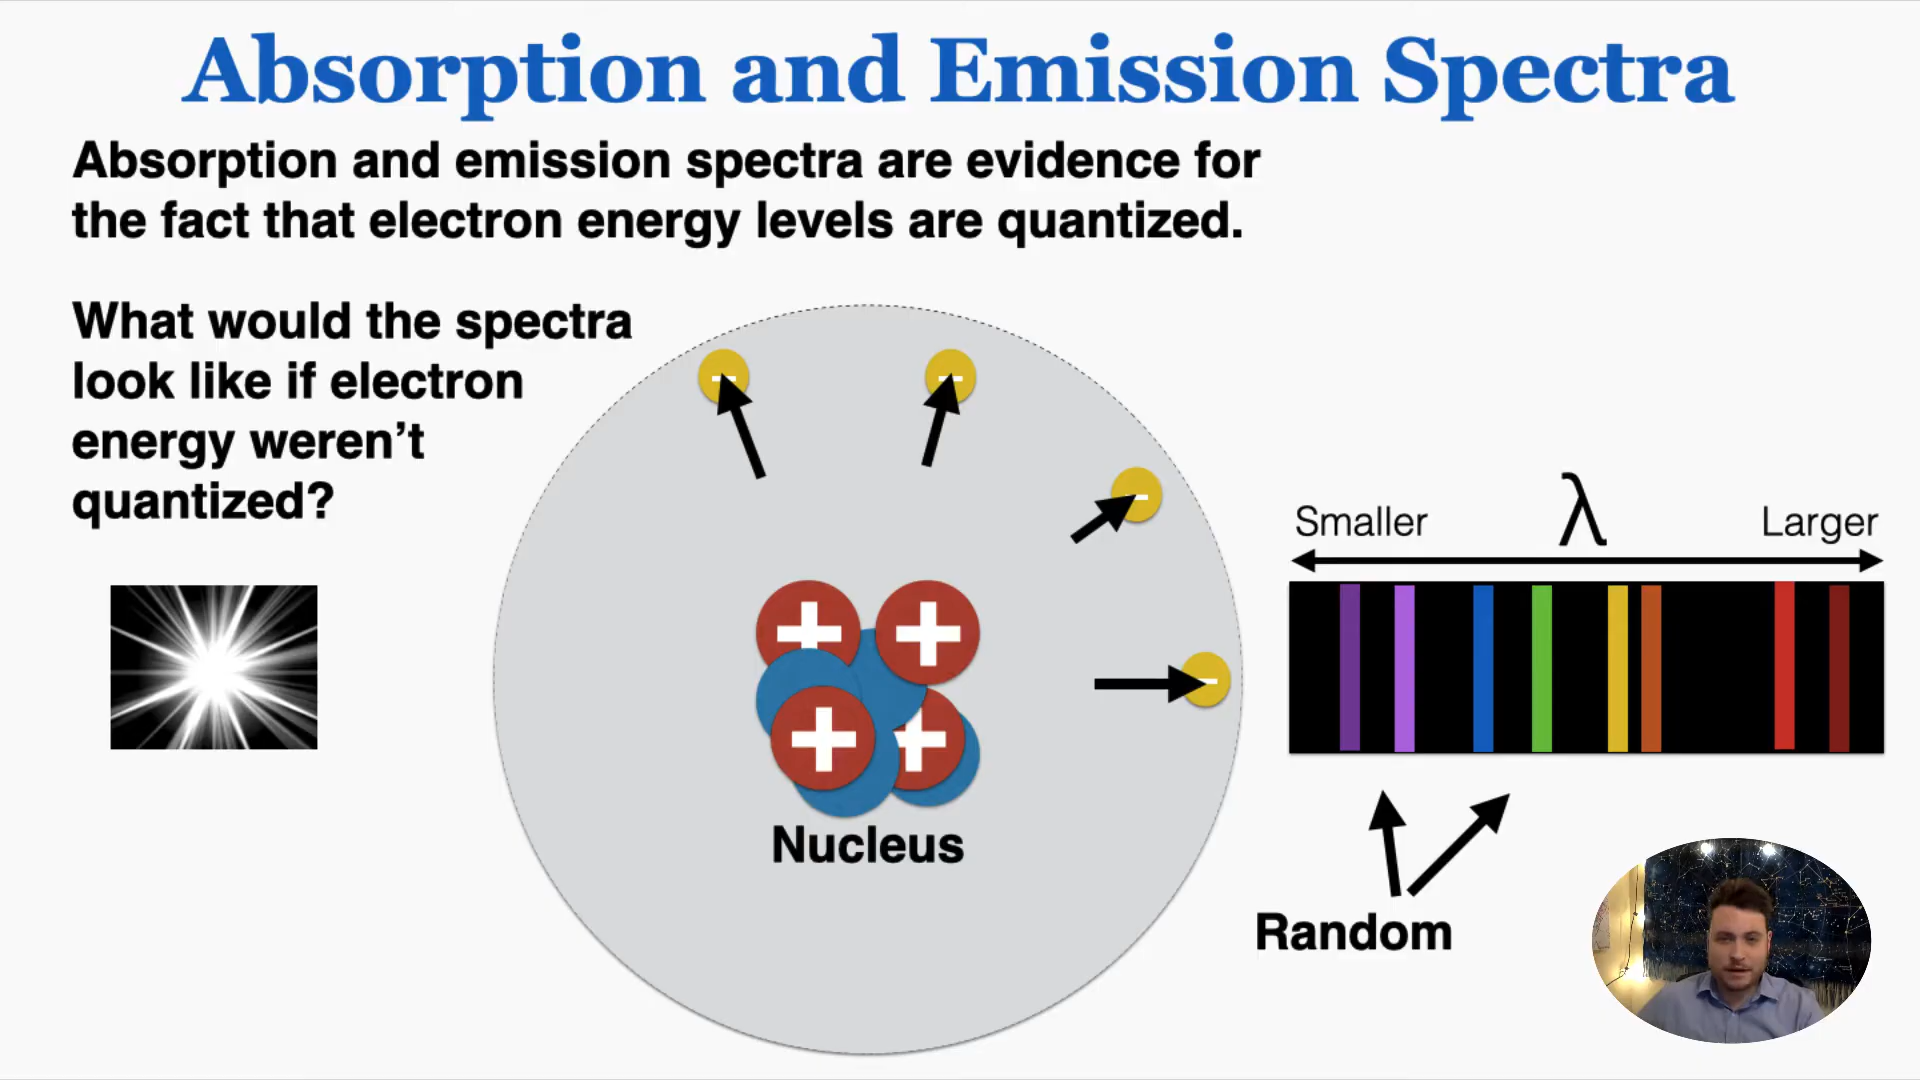 Absorption and Emission Spectra
Absorption and emission spectra are evidence for
the fact that electron energy levels are quantized.
What would the spectra
look like if electron
energy weren’t
quantized?
Smaller λ Larger
Nucleus
Random